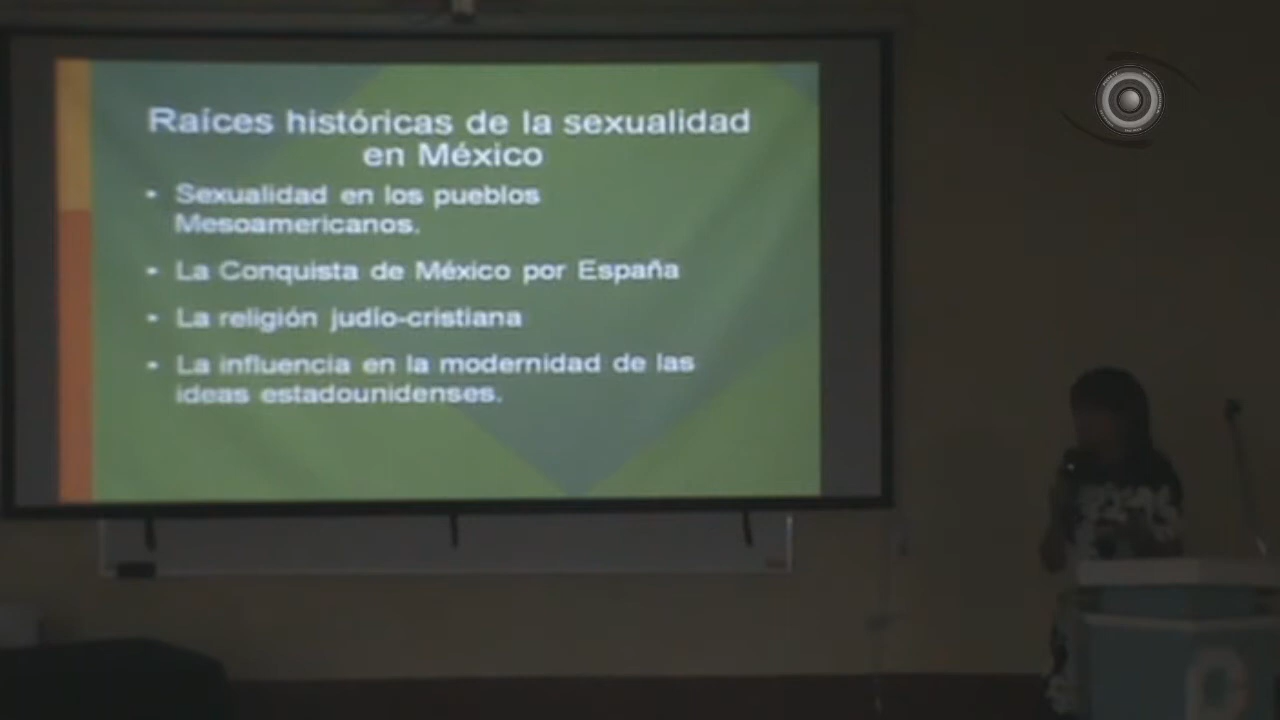 Raíces históricas de la sexualidad
en México
• Sexualidad en los pueblos
Mesoamericanos.
• La Conquista de México por España
• La religión judío-cristiana
• La influencia en la modernidad de las
ideas estadounidenses.